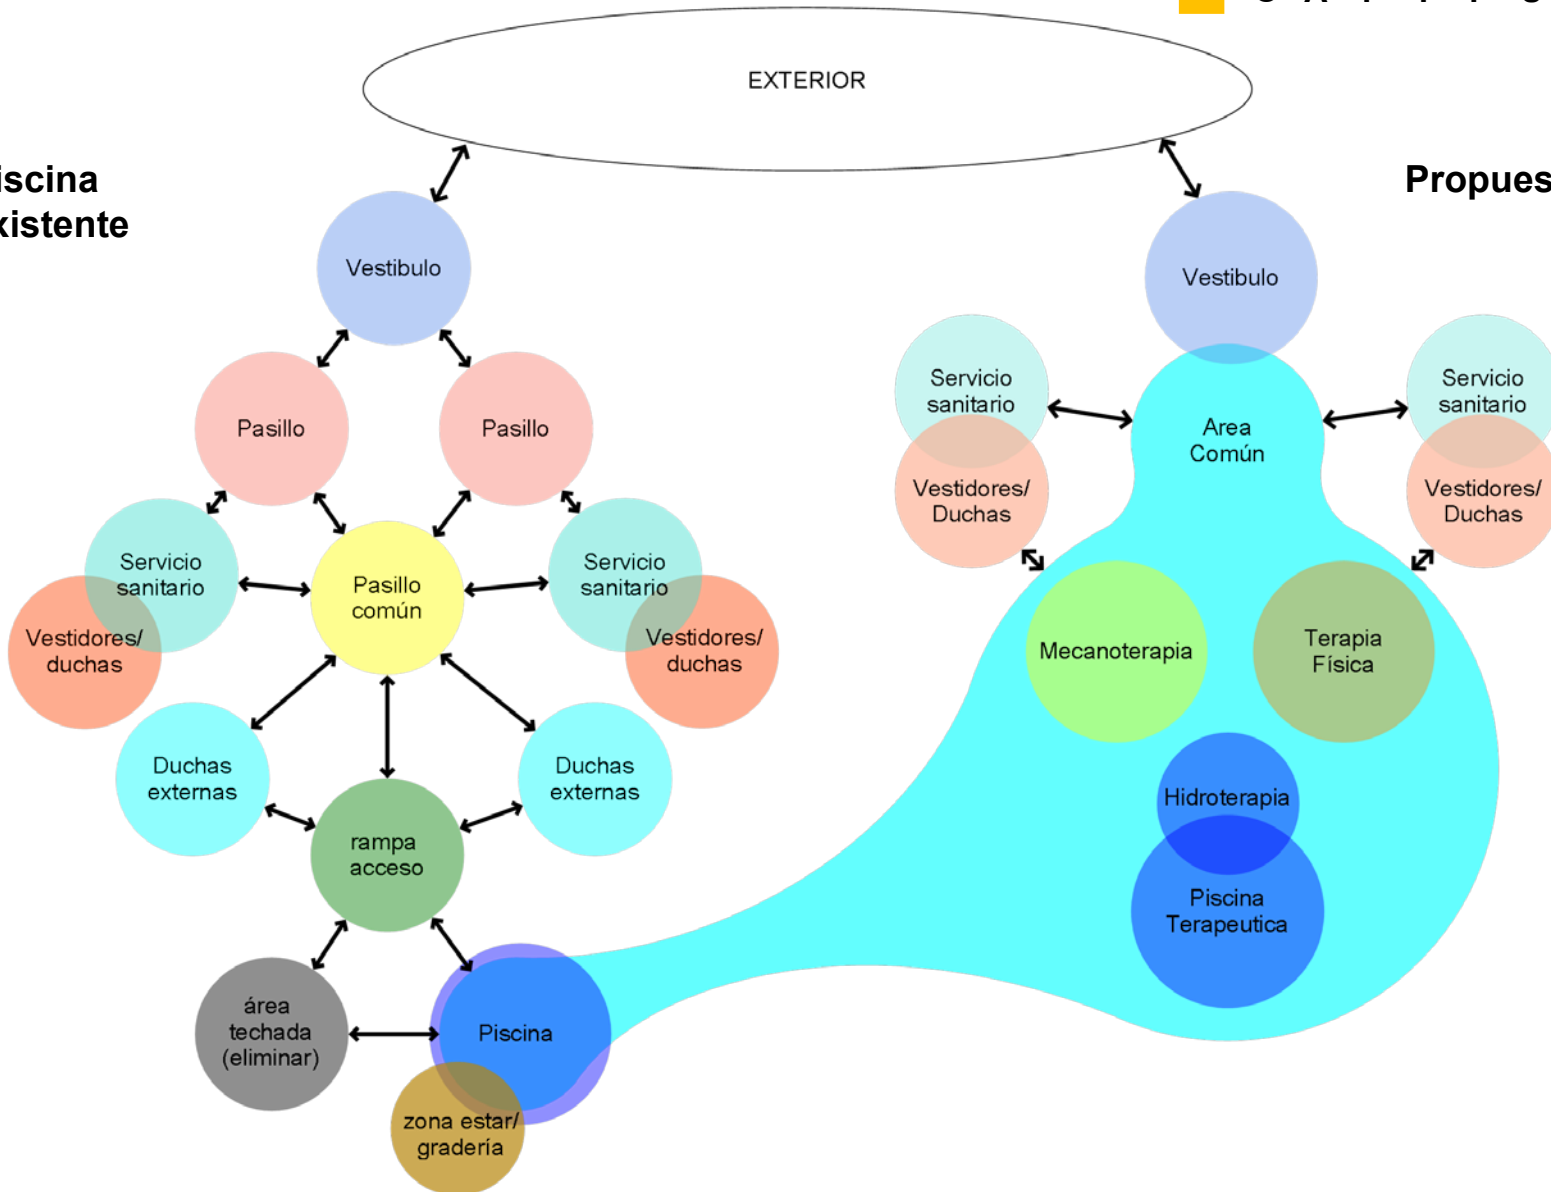 EXTERIOR
iscina
xistente
Propues
Vestibulo
Vestibulo
Pasillo
Pasillo
Servicio
sanitario
Vestidores/
duchas
Pasillo
común
Servicio
sanitario
Vestidores/
duchas
Duchas
externas
Duchas
externas
rampa
acceso
área
techada
(eliminar)
Piscina
zona estar/
gradería
Servicio
sanitario
Vestidores/
Duchas
Area
Común
Servicio
sanitario
Vestidores/
Duchas
Mecanoterapia
Terapia
Física
Hidroterapia
Piscina
Terapeutica